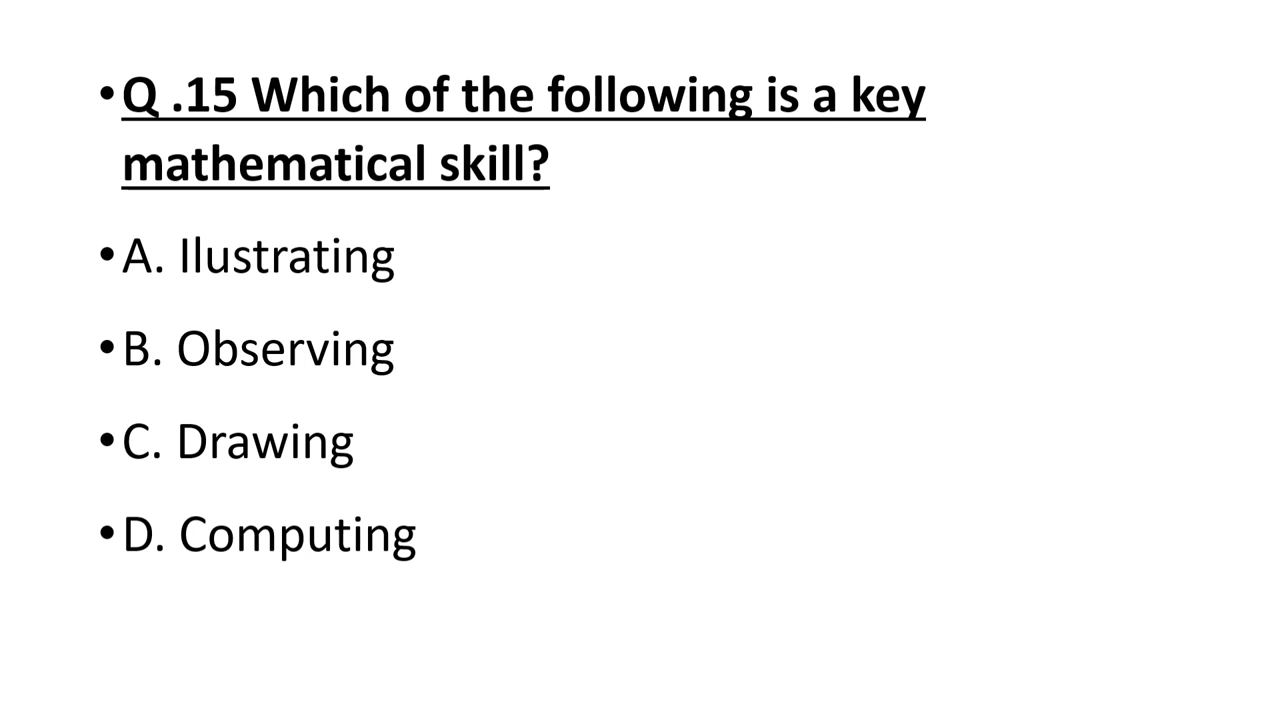 •Q .15 Which of the following is a key
mathematical skill?
•A. Ilustrating
•B. Observing
•C. Drawing
•D. Computing